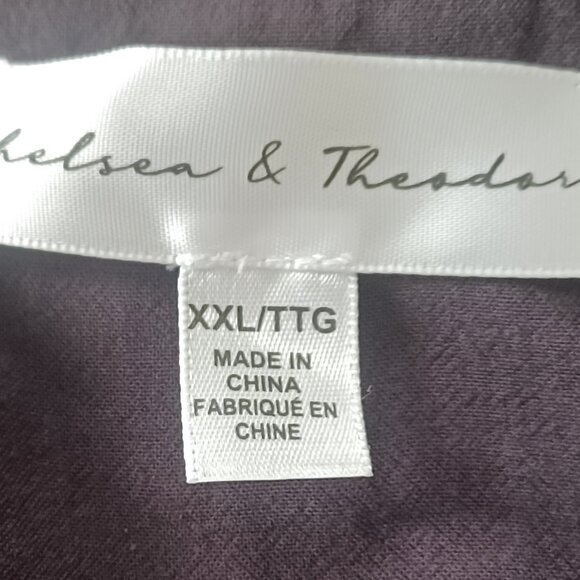 helsea & Theodor
XXL/TTG
MADE IN
CHINA
FABRIQUÉ EN
CHINE